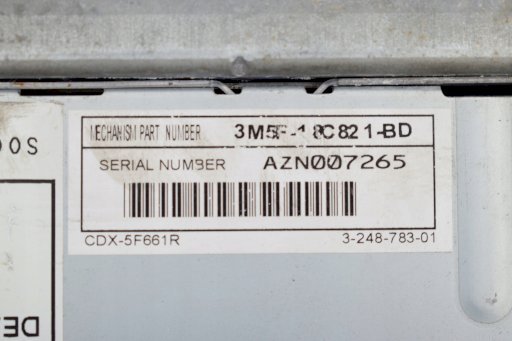 MECHANISM PART NUMBER 3M5F-18C821-BD
SERIAL NUMBER AZN007265
CDX-5F661R 3-248-783-01